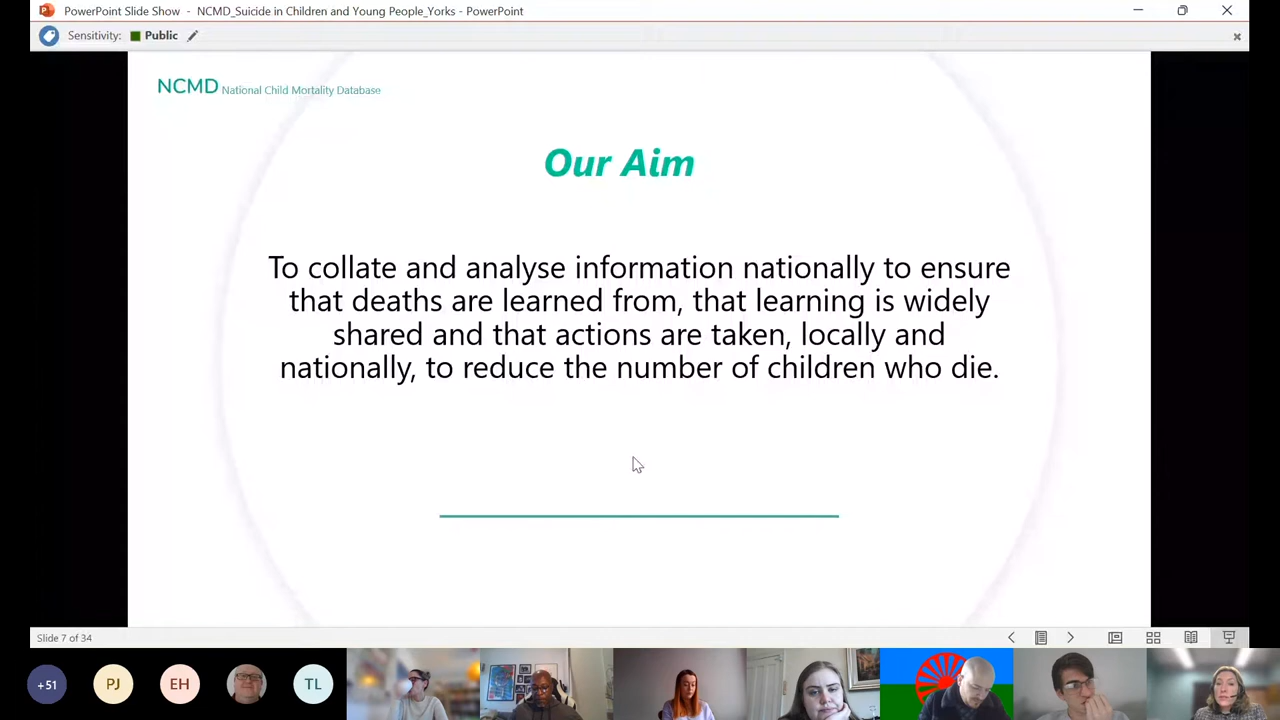 PowerPoint Slide Show - NCMD_Suicide in Children and Young People_Yorks - PowerPoint
Sensitivity: Public
NCMD National Child Mortality Database
Our Aim
To collate and analyse information nationally to ensure
that deaths are learned from, that learning is widely
shared and that actions are taken, locally and
nationally, to reduce the number of children who die.
Slide 7 of 34
+51
PJ
EH
TL